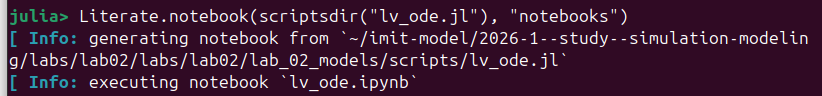 julia> Literate.notebook(scriptsdir("lv_ode.jl"), "notebooks")
[ Info: generating notebook from `~/imit-model/2026-1--study--simulation-modelin
g/labs/lab02/labs/lab02/lab_02_models/scripts/lv_ode.jl`
[ Info: executing notebook `lv_ode.ipynb`